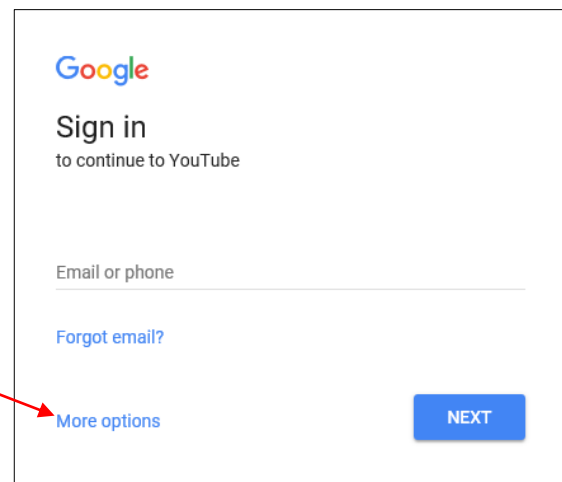 Google
Sign in
to continue to YouTube
Email or phone
Forgot email?
More options NEXT